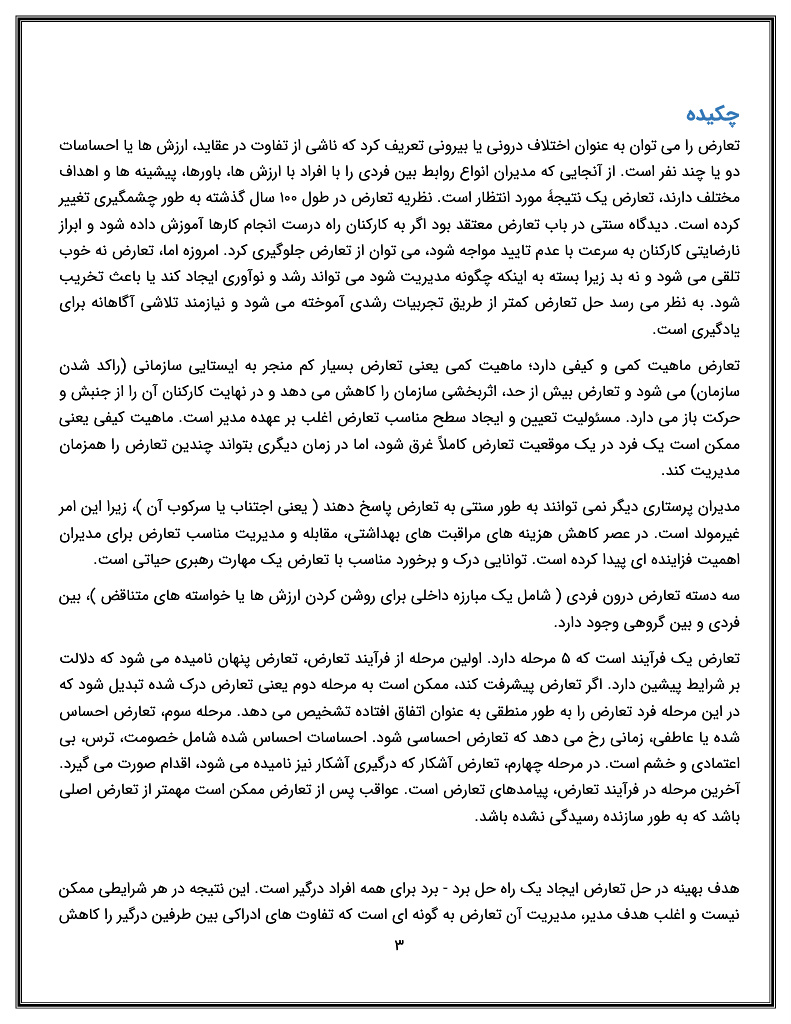 چکیده
تعارض را می توان به عنوان اختلاف درونی یا بیرونی تعریف کرد که ناشی از تفاوت در عقاید، ارزش ها یا احساسات
دو یا چند نفر است. از آنجایی که مدیران انواع روابط بین فردی را با افراد با ارزش ها، باورها، پیشینه ها و اهداف
مختلف دارند، تعارض یک نتیجۀ مورد انتظار است. نظریه تعارض در طول ۱۰۰ سال گذشته به طور چشمگیری تغییر
کرده است. دیدگاه سنتی در باب تعارض معتقد بود اگر به کارکنان راه درست انجام کارها آموزش داده شود و ابراز
نارضایتی کارکنان به سرعت با عدم تایید مواجه شود، می توان از تعارض جلوگیری کرد. امروزه اما، تعارض نه خوب
تلقی می شود و نه بد زیرا بسته به اینکه چگونه مدیریت شود می تواند رشد و نوآوری ایجاد کند یا باعث تخریب
شود. به نظر می رسد حل تعارض کمتر از طریق تجربیات رشدی آموخته می شود و نیازمند تلاشی آگاهانه برای
یادگیری است.
تعارض ماهیت کمی و کیفی دارد؛ ماهیت کمی یعنی تعارض بسیار کم منجر به ایستایی سازمانی (راکد شدن
سازمان) می شود و تعارض بیش از حد، اثربخشی سازمان را کاهش می دهد و در نهایت کارکنان آن را از جنبش و
حرکت باز می دارد. مسئولیت تعیین و ایجاد سطح مناسب تعارض اغلب بر عهده مدیر است. ماهیت کیفی یعنی
ممکن است یک فرد در یک موقعیت تعارض کاملاً غرق شود، اما در زمان دیگری بتواند چندین تعارض را همزمان
مدیریت کند.
مدیران پرستاری دیگر نمی توانند به طور سنتی به تعارض پاسخ دهند ( یعنی اجتناب یا سرکوب آن )، زیرا این امر
غیرمولد است. در عصر کاهش هزینه های مراقبت های بهداشتی، مقابله و مدیریت مناسب تعارض برای مدیران
اهمیت فزاینده ای پیدا کرده است. توانایی درک و برخورد مناسب با تعارض یک مهارت رهبری حیاتی است.
سه دسته تعارض درون فردی ( شامل یک مبارزه داخلی برای روشن کردن ارزش ها یا خواسته های متناقض )، بین
فردی و بین گروهی وجود دارد.
تعارض یک فرآیند است که ۵ مرحله دارد. اولین مرحله از فرآیند تعارض، تعارض پنهان نامیده می شود که دلالت
بر شرایط پیشین دارد. اگر تعارض پیشرفت کند، ممکن است به مرحله دوم یعنی تعارض درک شده تبدیل شود که
در این مرحله فرد تعارض را به طور منطقی به عنوان اتفاق افتاده تشخیص می دهد. مرحله سوم، تعارض احساس
شده یا عاطفی، زمانی رخ می دهد که تعارض احساسی شود. احساسات احساس شده شامل خصومت، ترس، بی
اعتمادی و خشم است. در مرحله چهارم، تعارض آشکار که درگیری آشکار نیز نامیده می شود، اقدام صورت می گیرد.
آخرین مرحله در فرآیند تعارض، پیامدهای تعارض است. عواقب پس از تعارض ممکن است مهمتر از تعارض اصلی
باشد که به طور سازنده رسیدگی نشده باشد.
هدف بهینه در حل تعارض ایجاد یک راه حل برد - برد برای همه افراد درگیر است. این نتیجه در هر شرایطی ممکن
نیست و اغلب هدف مدیر، مدیریت آن تعارض به گونه ای است که تفاوت های ادراکی بین طرفین درگیر را کاهش
۳